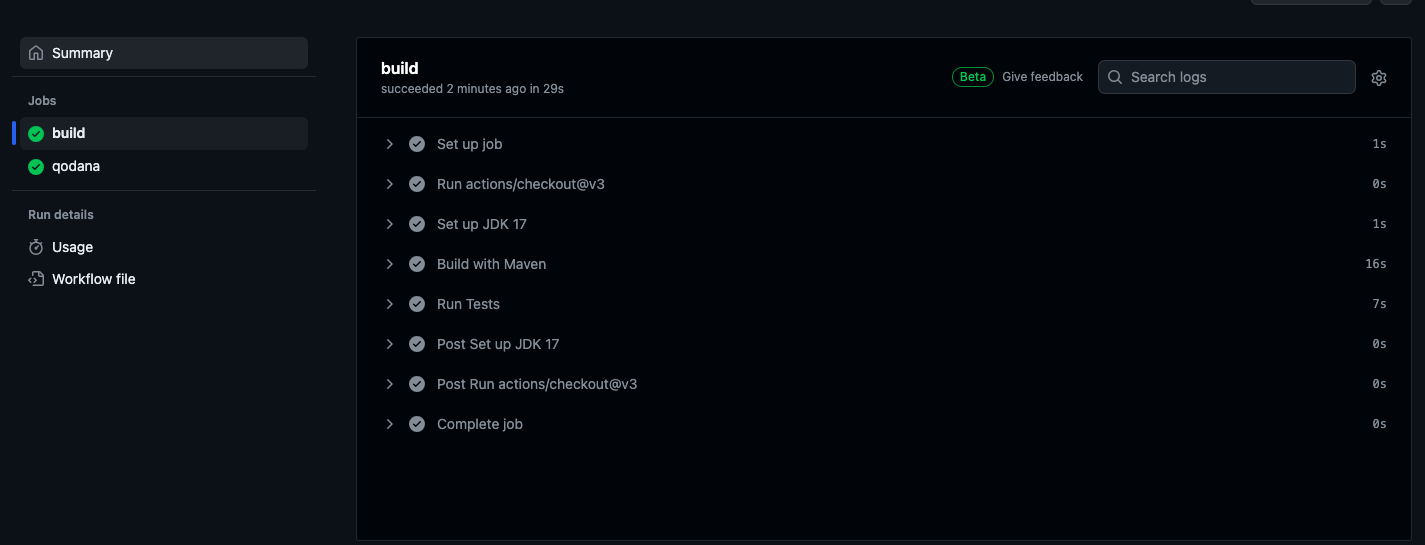 Summary
Jobs
build
qodana
Run details
Usage
Workflow file
build
succeeded 2 minutes ago in 29s
Beta Give feedback Search logs
Set up job 1s
Run actions/checkout@v3 0s
Set up JDK 17 1s
Build with Maven 16s
Run Tests 7s
Post Set up JDK 17 0s
Post Run actions/checkout@v3 0s
Complete job 0s